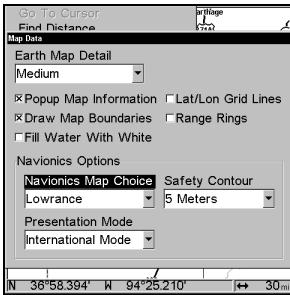 Go To Cursor
Find Distance
arthage
Map Data
Earth Map Detail
Medium
Popup Map Information
Lat/Lon Grid Lines
Draw Map Boundaries
Range Rings
Fill Water With White
Navionics Options
Navionics Map Choice
Safety Contour
Lowrance
5 Meters
Presentation Mode
International Mode
N 36°58.394' W 94°25.210' ↔ 30mi